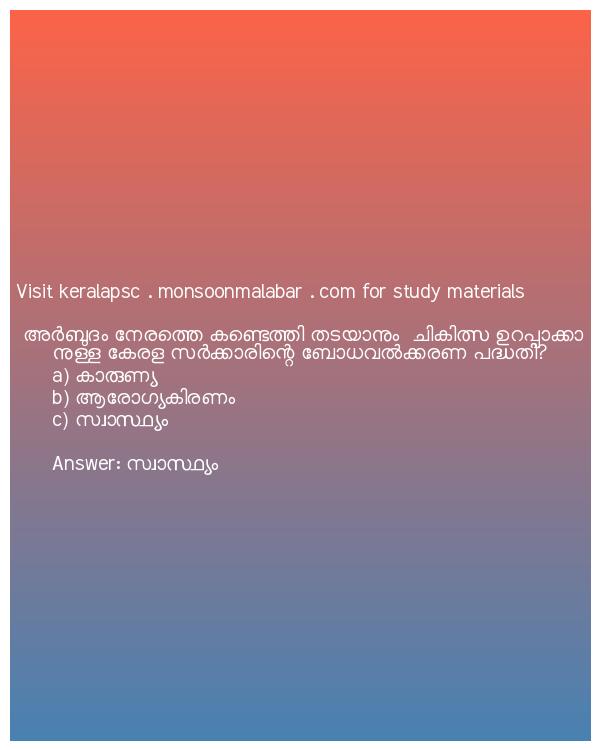 Visit keralapsc . monsoonmalabar . com for study materials
അർബുദം നേരത്തെ കണ്ടെത്തി തടയാനും  ചികിത്സ ഉറപ്പാക്കാ
നുള്ള കേരള സർക്കാരിന്റെ ബോധവൽക്കരണ പദ്ധതി?
a) കാരുണ്യ
b) ആരോഗ്യകിരണം
c) സ്വാസ്ഥ്യം
Answer: സ്വാസ്ഥ്യം